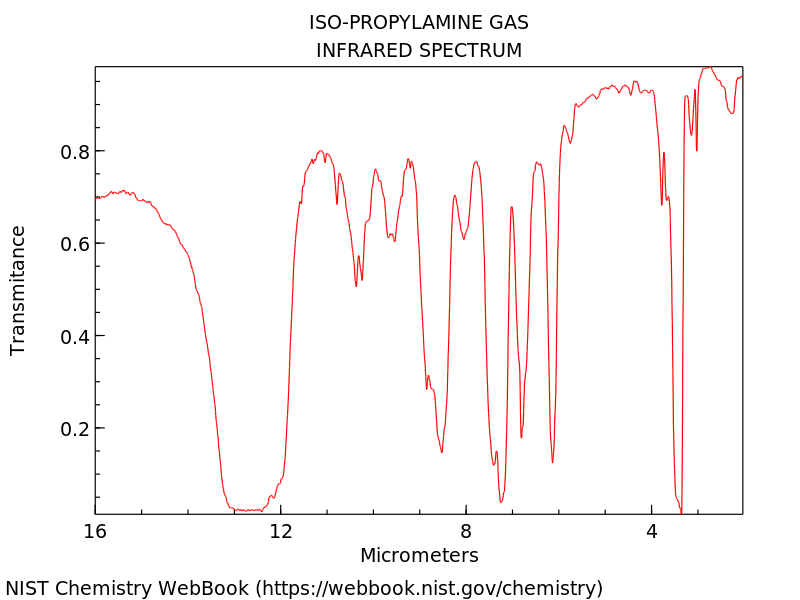 ISO-PROPYLAMINE GAS
INFRARED SPECTRUM
Transmitance
0.8
0.6
0.4
0.2
16 12 8 4
Micrometers
NIST Chemistry WebBook (https://webbook.nist.gov/chemistry)